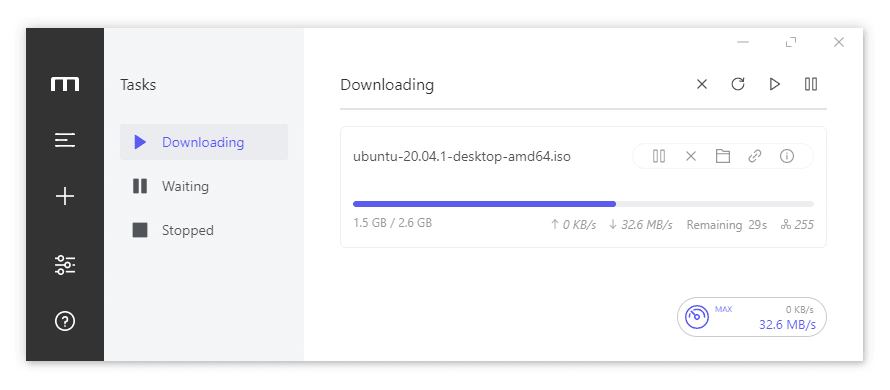 m
Tasks
Downloading
Waiting
Stopped
Downloading
ubuntu-20.04.1-desktop-amd64.iso
1.5 GB / 2.6 GB ↑ 0 KB/s ↓ 32.6 MB/s Remaining 29s 255
MAX 0 KB/s
32.6 MB/s